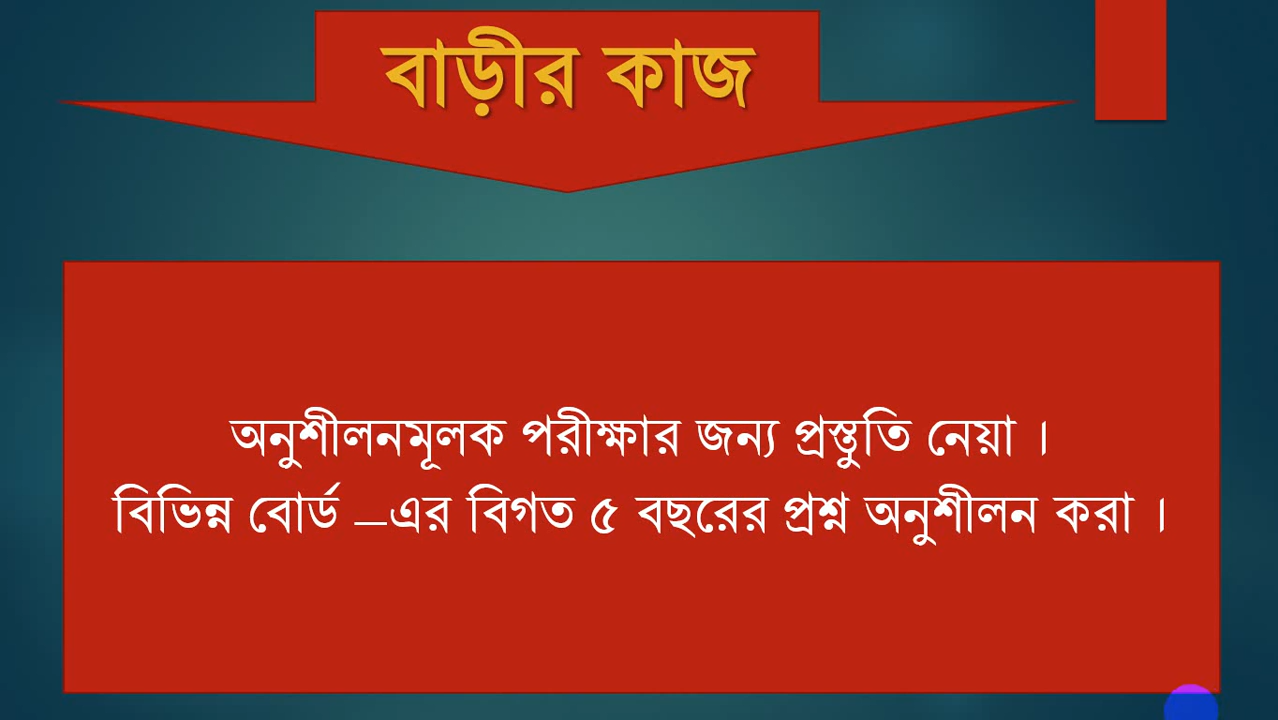 বাড়ীর কাজ
অনুশীলনমূলক পরীক্ষার জন্য প্রস্তুতি নেয়া ।
বিভিন্ন বোর্ড –এর বিগত ৫ বছরের প্রশ্ন অনুশীলন করা ।